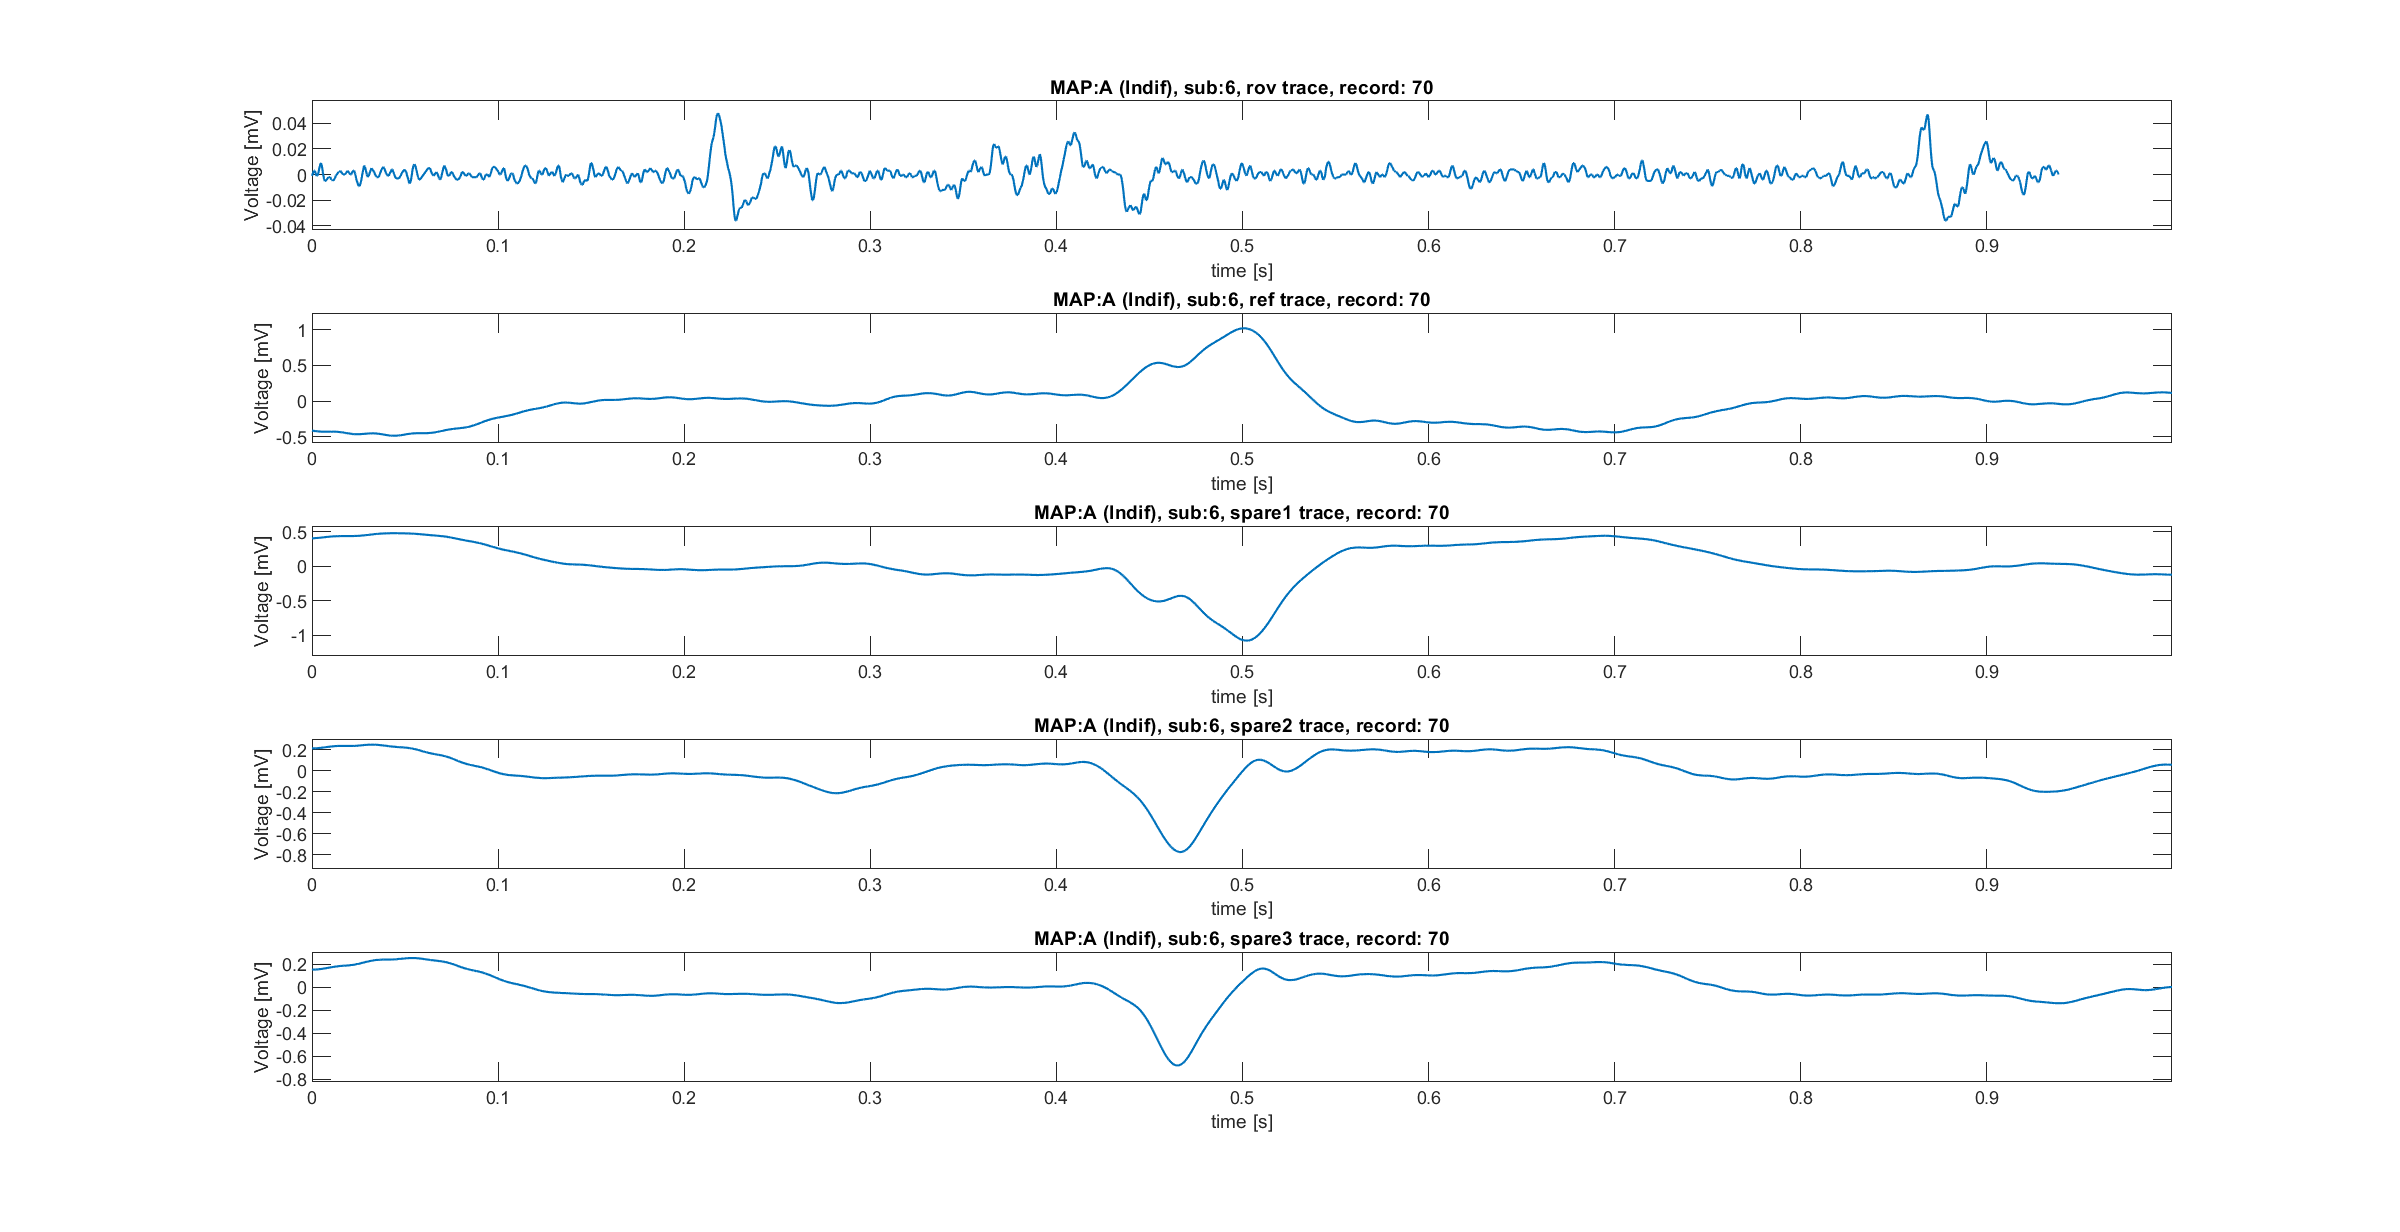 MAP:A (Indif), sub:6, rov trace, record: 70
Voltage [mV]
0.04
0.02
0
-0.02
-0.04
0 0.1 0.2 0.3 0.4 0.5 0.6 0.7 0.8 0.9
time [s]
MAP:A (Indif), sub:6, ref trace, record: 70
Voltage [mV]
1
0.5
0
-0.5
0 0.1 0.2 0.3 0.4 0.5 0.6 0.7 0.8 0.9
time [s]
MAP:A (Indif), sub:6, spare1 trace, record: 70
Voltage [mV]
0.5
0
-0.5
-1
0 0.1 0.2 0.3 0.4 0.5 0.6 0.7 0.8 0.9
time [s]
MAP:A (Indif), sub:6, spare2 trace, record: 70
Voltage [mV]
0.2
0
-0.2
-0.4
-0.6
-0.8
0 0.1 0.2 0.3 0.4 0.5 0.6 0.7 0.8 0.9
time [s]
MAP:A (Indif), sub:6, spare3 trace, record: 70
Voltage [mV]
0.2
0
-0.2
-0.4
-0.6
-0.8
0 0.1 0.2 0.3 0.4 0.5 0.6 0.7 0.8 0.9
time [s]